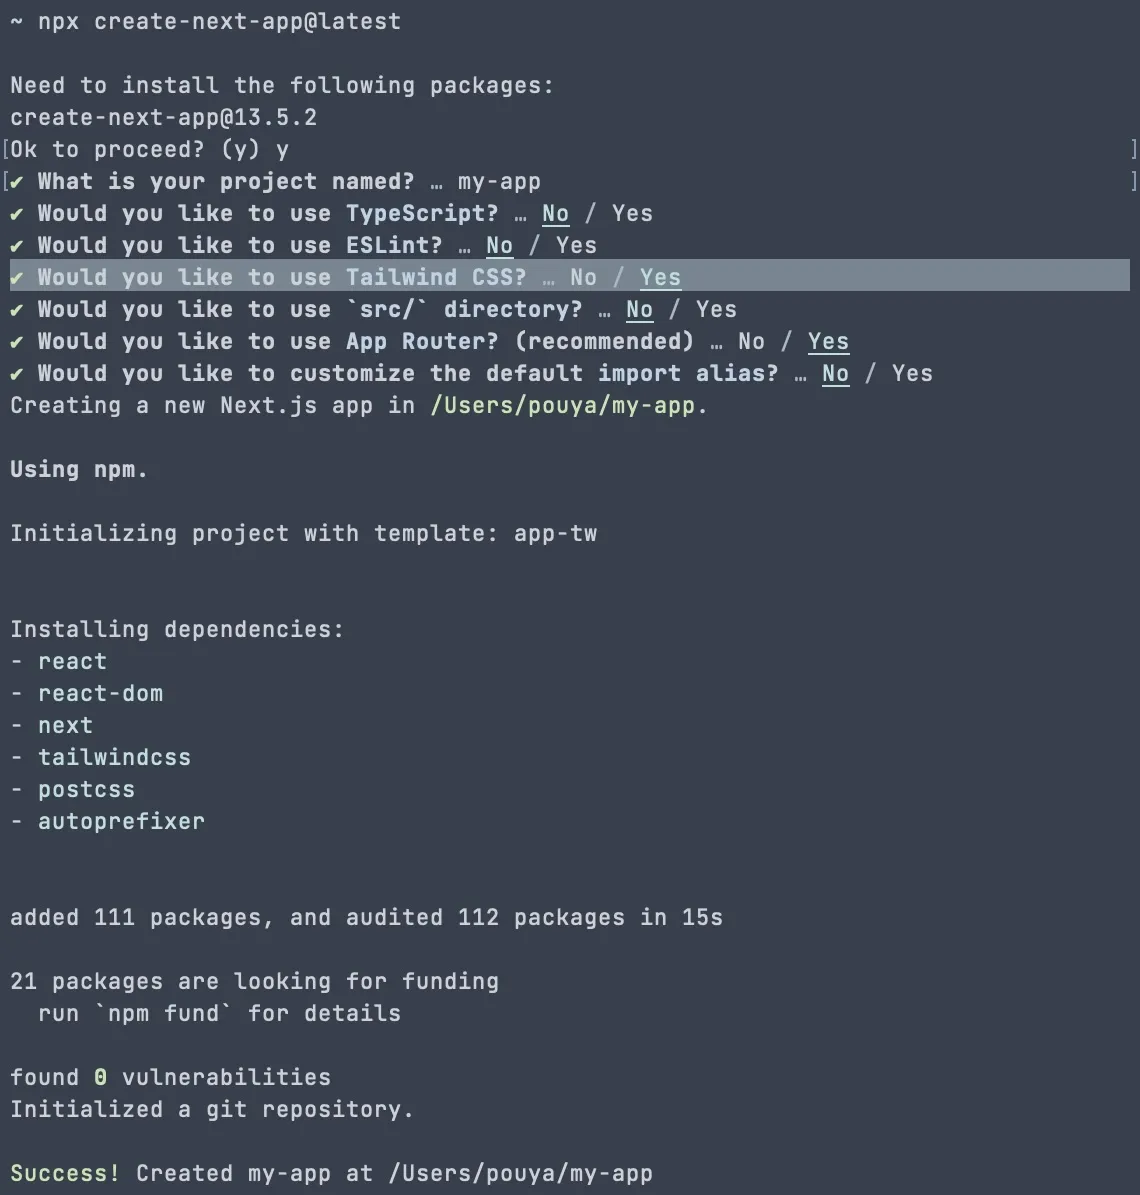 ~ npx create-next-app@latest
Need to install the following packages:
create-next-app@13.5.2
[Ok to proceed? (y) y ]
[✔ What is your project named? … my-app ]
✔ Would you like to use TypeScript? … No / Yes
✔ Would you like to use ESLint? … No / Yes
✔ Would you like to use Tailwind CSS? … No / Yes
✔ Would you like to use `src/` directory? … No / Yes
✔ Would you like to use App Router? (recommended) … No / Yes
✔ Would you like to customize the default import alias? … No / Yes
Creating a new Next.js app in /Users/pouya/my-app.
Using npm.
Initializing project with template: app-tw
Installing dependencies:
- react
- react-dom
- next
- tailwindcss
- postcss
- autoprefixer
added 111 packages, and audited 112 packages in 15s
21 packages are looking for funding
  run `npm fund` for details
found 0 vulnerabilities
Initialized a git repository.
Success! Created my-app at /Users/pouya/my-app